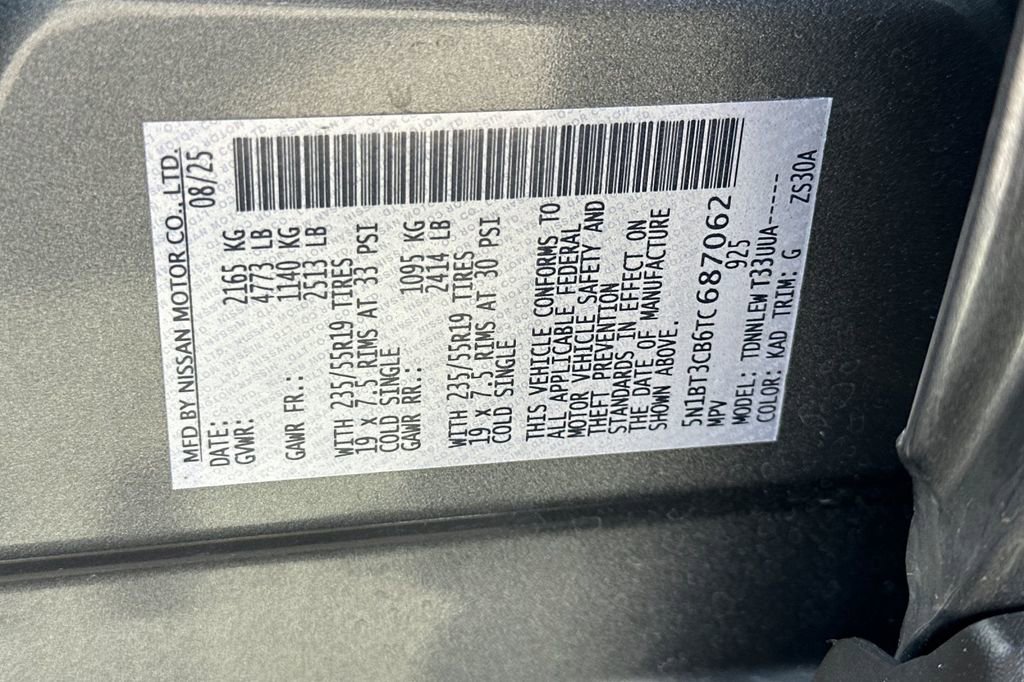 MFD BY NISSAN MOTOR CO., LTD.
DATE: 08/25
GVWR: 2165 KG
4773 LB
GAWR FR.: 1140 KG
2513 LB
WITH 235/55R19 TIRES
19 X 7.5 RIMS AT 33 PSI
COLD SINGLE
GAWR RR.: 1095 KG
2414 LB
WITH 235/55R19 TIRES
19 X 7.5 RIMS AT 30 PSI
COLD SINGLE
THIS VEHICLE CONFORMS TO
ALL APPLICABLE FEDERAL
MOTOR VEHICLE SAFETY AND
THEFT PREVENTION
STANDARDS IN EFFECT ON
THE DATE OF MANUFACTURE
SHOWN ABOVE.
5N1BT3CB6TC687062
MPV 925
MODEL: TDNNLEW T33UUA-----
COLOR: KAD TRIM: G ZS30A